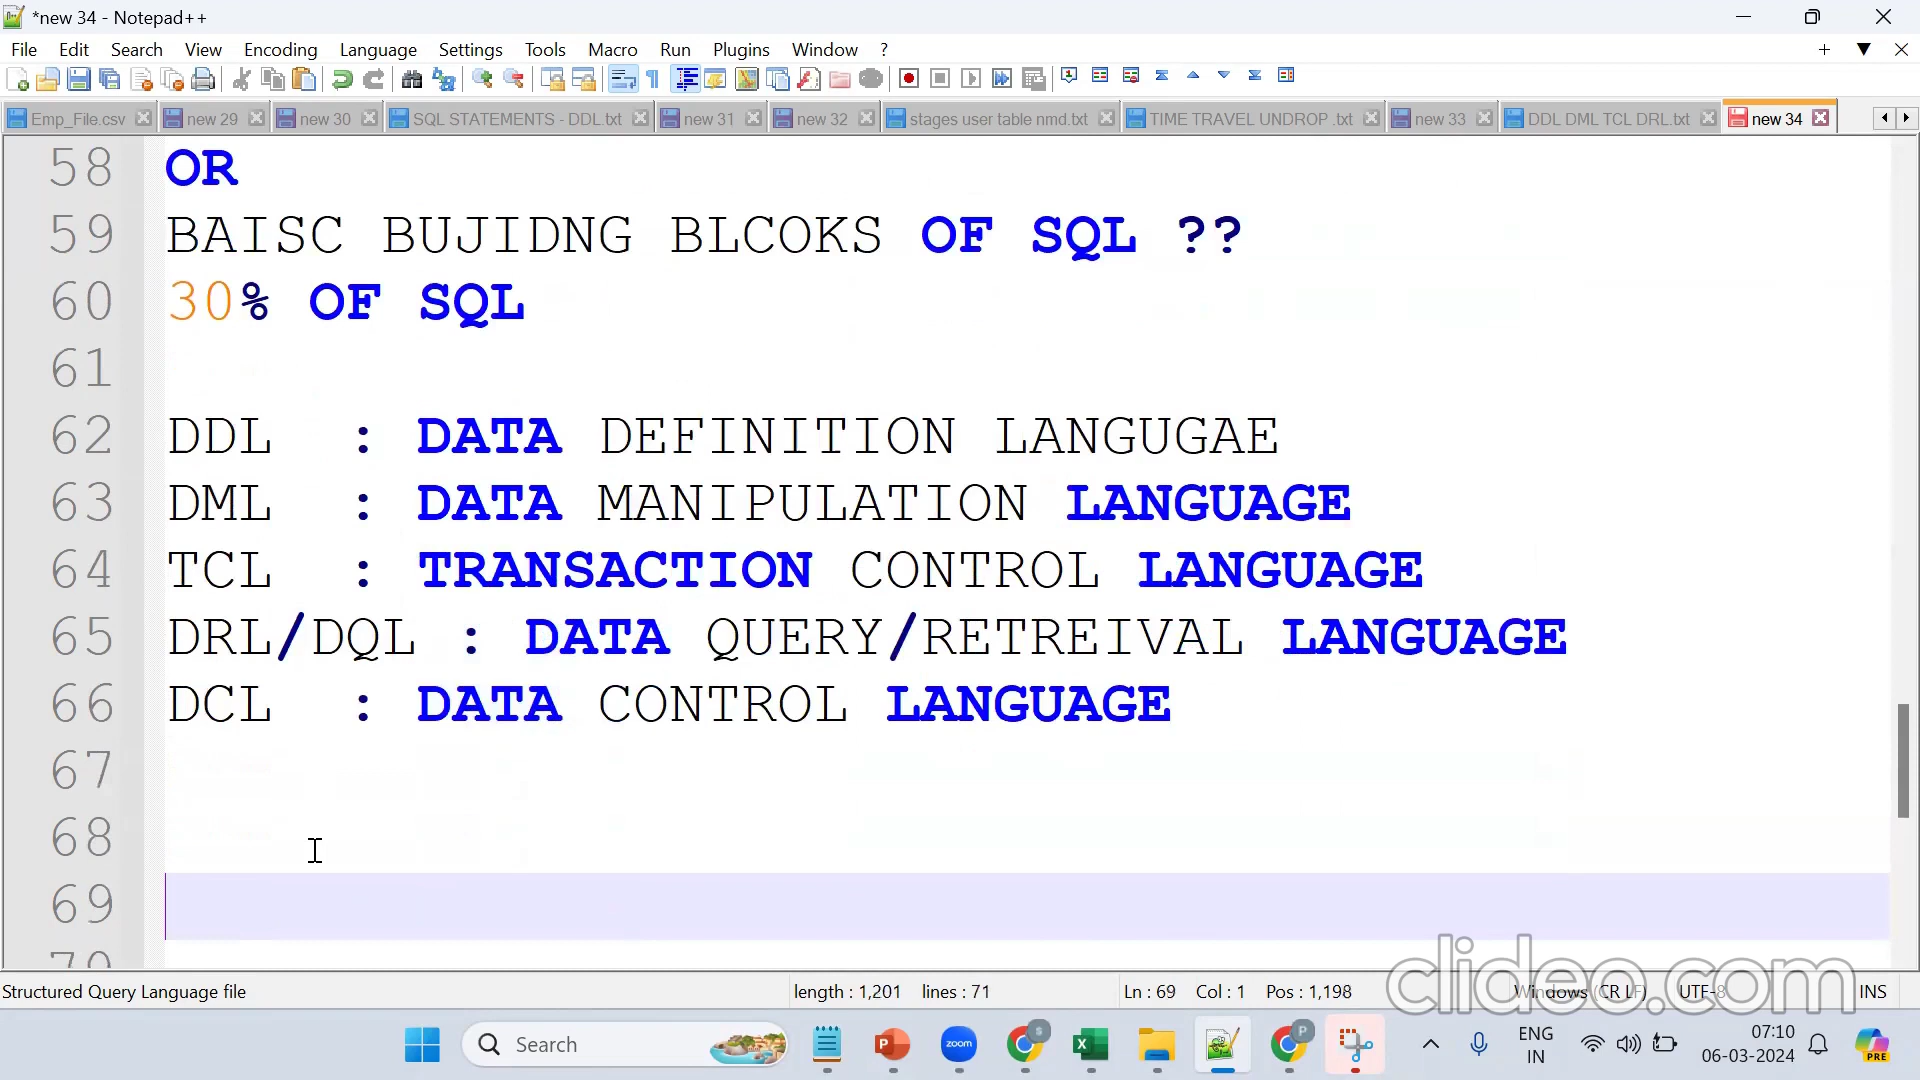 *new 34 - Notepad++
File Edit Search View Encoding Language Settings Tools Macro Run Plugins Window ?
Emp_File.csv new 29 new 30 SQL STATEMENTS - DDL.txt new 31 new 32 stages user table nmd.txt TIME TRAVEL UNDROP .txt new 33 DDL DML TCL DRL.txt new 34
58 OR
59 BAISC BUJIDNG BLCOKS OF SQL ??
60 30% OF SQL
61
62 DDL : DATA DEFINITION LANGUGAE
63 DML : DATA MANIPULATION LANGUAGE
64 TCL : TRANSACTION CONTROL LANGUAGE
65 DRL/DQL : DATA QUERY/RETREIVAL LANGUAGE
66 DCL : DATA CONTROL LANGUAGE
67
68
69
70
clideo.com
Structured Query Language file length : 1,201 lines : 71 Ln : 69 Col : 1 Pos : 1,198 Windows (CR LF) UTF-8 INS
Search zoom ENG 07:10
IN 06-03-2024 PRE